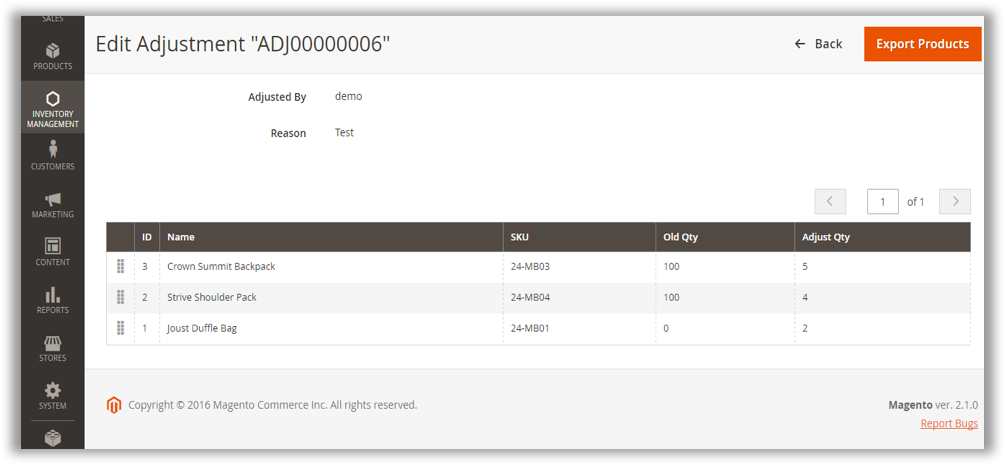 SALES
PRODUCTS
INVENTORY
MANAGEMENT
CUSTOMERS
MARKETING
CONTENT
REPORTS
STORES
SYSTEM
Edit Adjustment "ADJ00000006"
Back
Export Products
Adjusted By demo
Reason Test
1 of 1
ID Name SKU Old Qty Adjust Qty
3 Crown Summit Backpack 24-MB03 100 5
2 Strive Shoulder Pack 24-MB04 100 4
1 Joust Duffle Bag 24-MB01 0 2
Copyright © 2016 Magento Commerce Inc. All rights reserved.
Magento ver. 2.1.0
Report Bugs